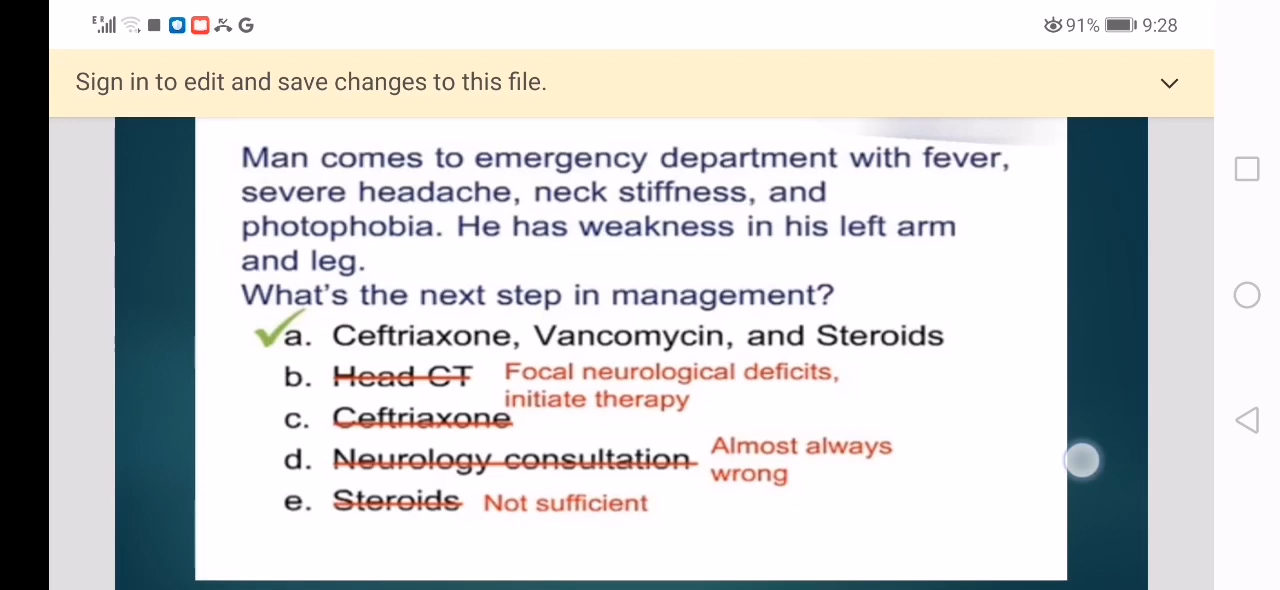 91% 9:28
Sign in to edit and save changes to this file.
Man comes to emergency department with fever,
severe headache, neck stiffness, and
photophobia. He has weakness in his left arm
and leg.
What's the next step in management?
a. Ceftriaxone, Vancomycin, and Steroids
b. Head CT Focal neurological deficits,
initiate therapy
c. Ceftriaxone
d. Neurology consultation Almost always
wrong
e. Steroids Not sufficient